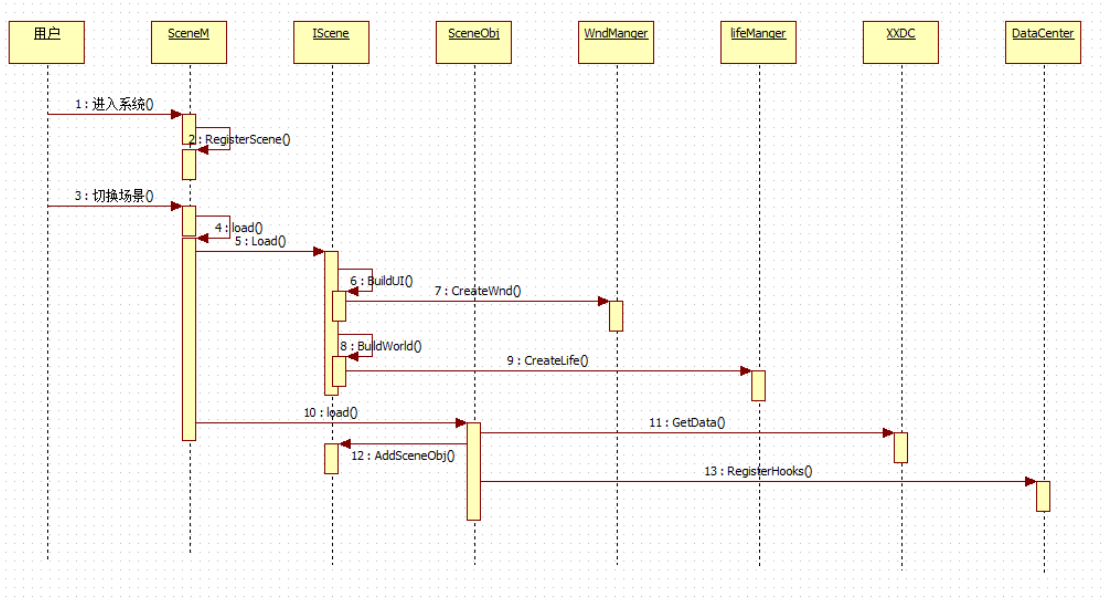 用户
SceneM
IScene
SceneObj
WndManger
lifeManger
XXDC
DataCenter
1 : 进入系统()
2 : RegisterScene()
3 : 切换场景()
4 : load()
5 : Load()
6 : BuildUI()
7 : CreateWnd()
8 : BuildWorld()
9 : CreateLife()
10 : load()
11 : GetData()
12 : AddSceneObj()
13 : RegisterHooks()